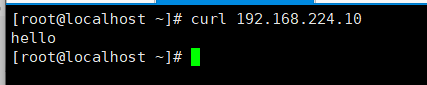 [root@localhost ~]# curl 192.168.224.10
hello
[root@localhost ~]#